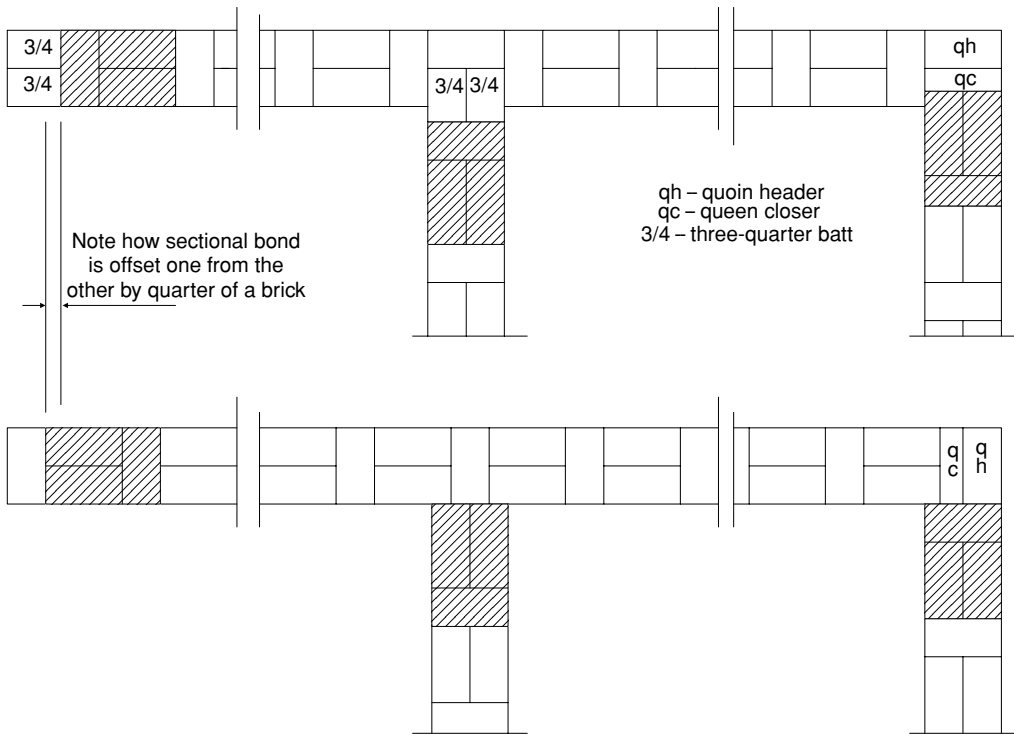 3/4
qh
3/4
3/4 3/4
qc
qh – quoin header
qc – queen closer
3/4 – three-quarter batt
Note how sectional bond
is offset one from the
other by quarter of a brick
q
c
q
h